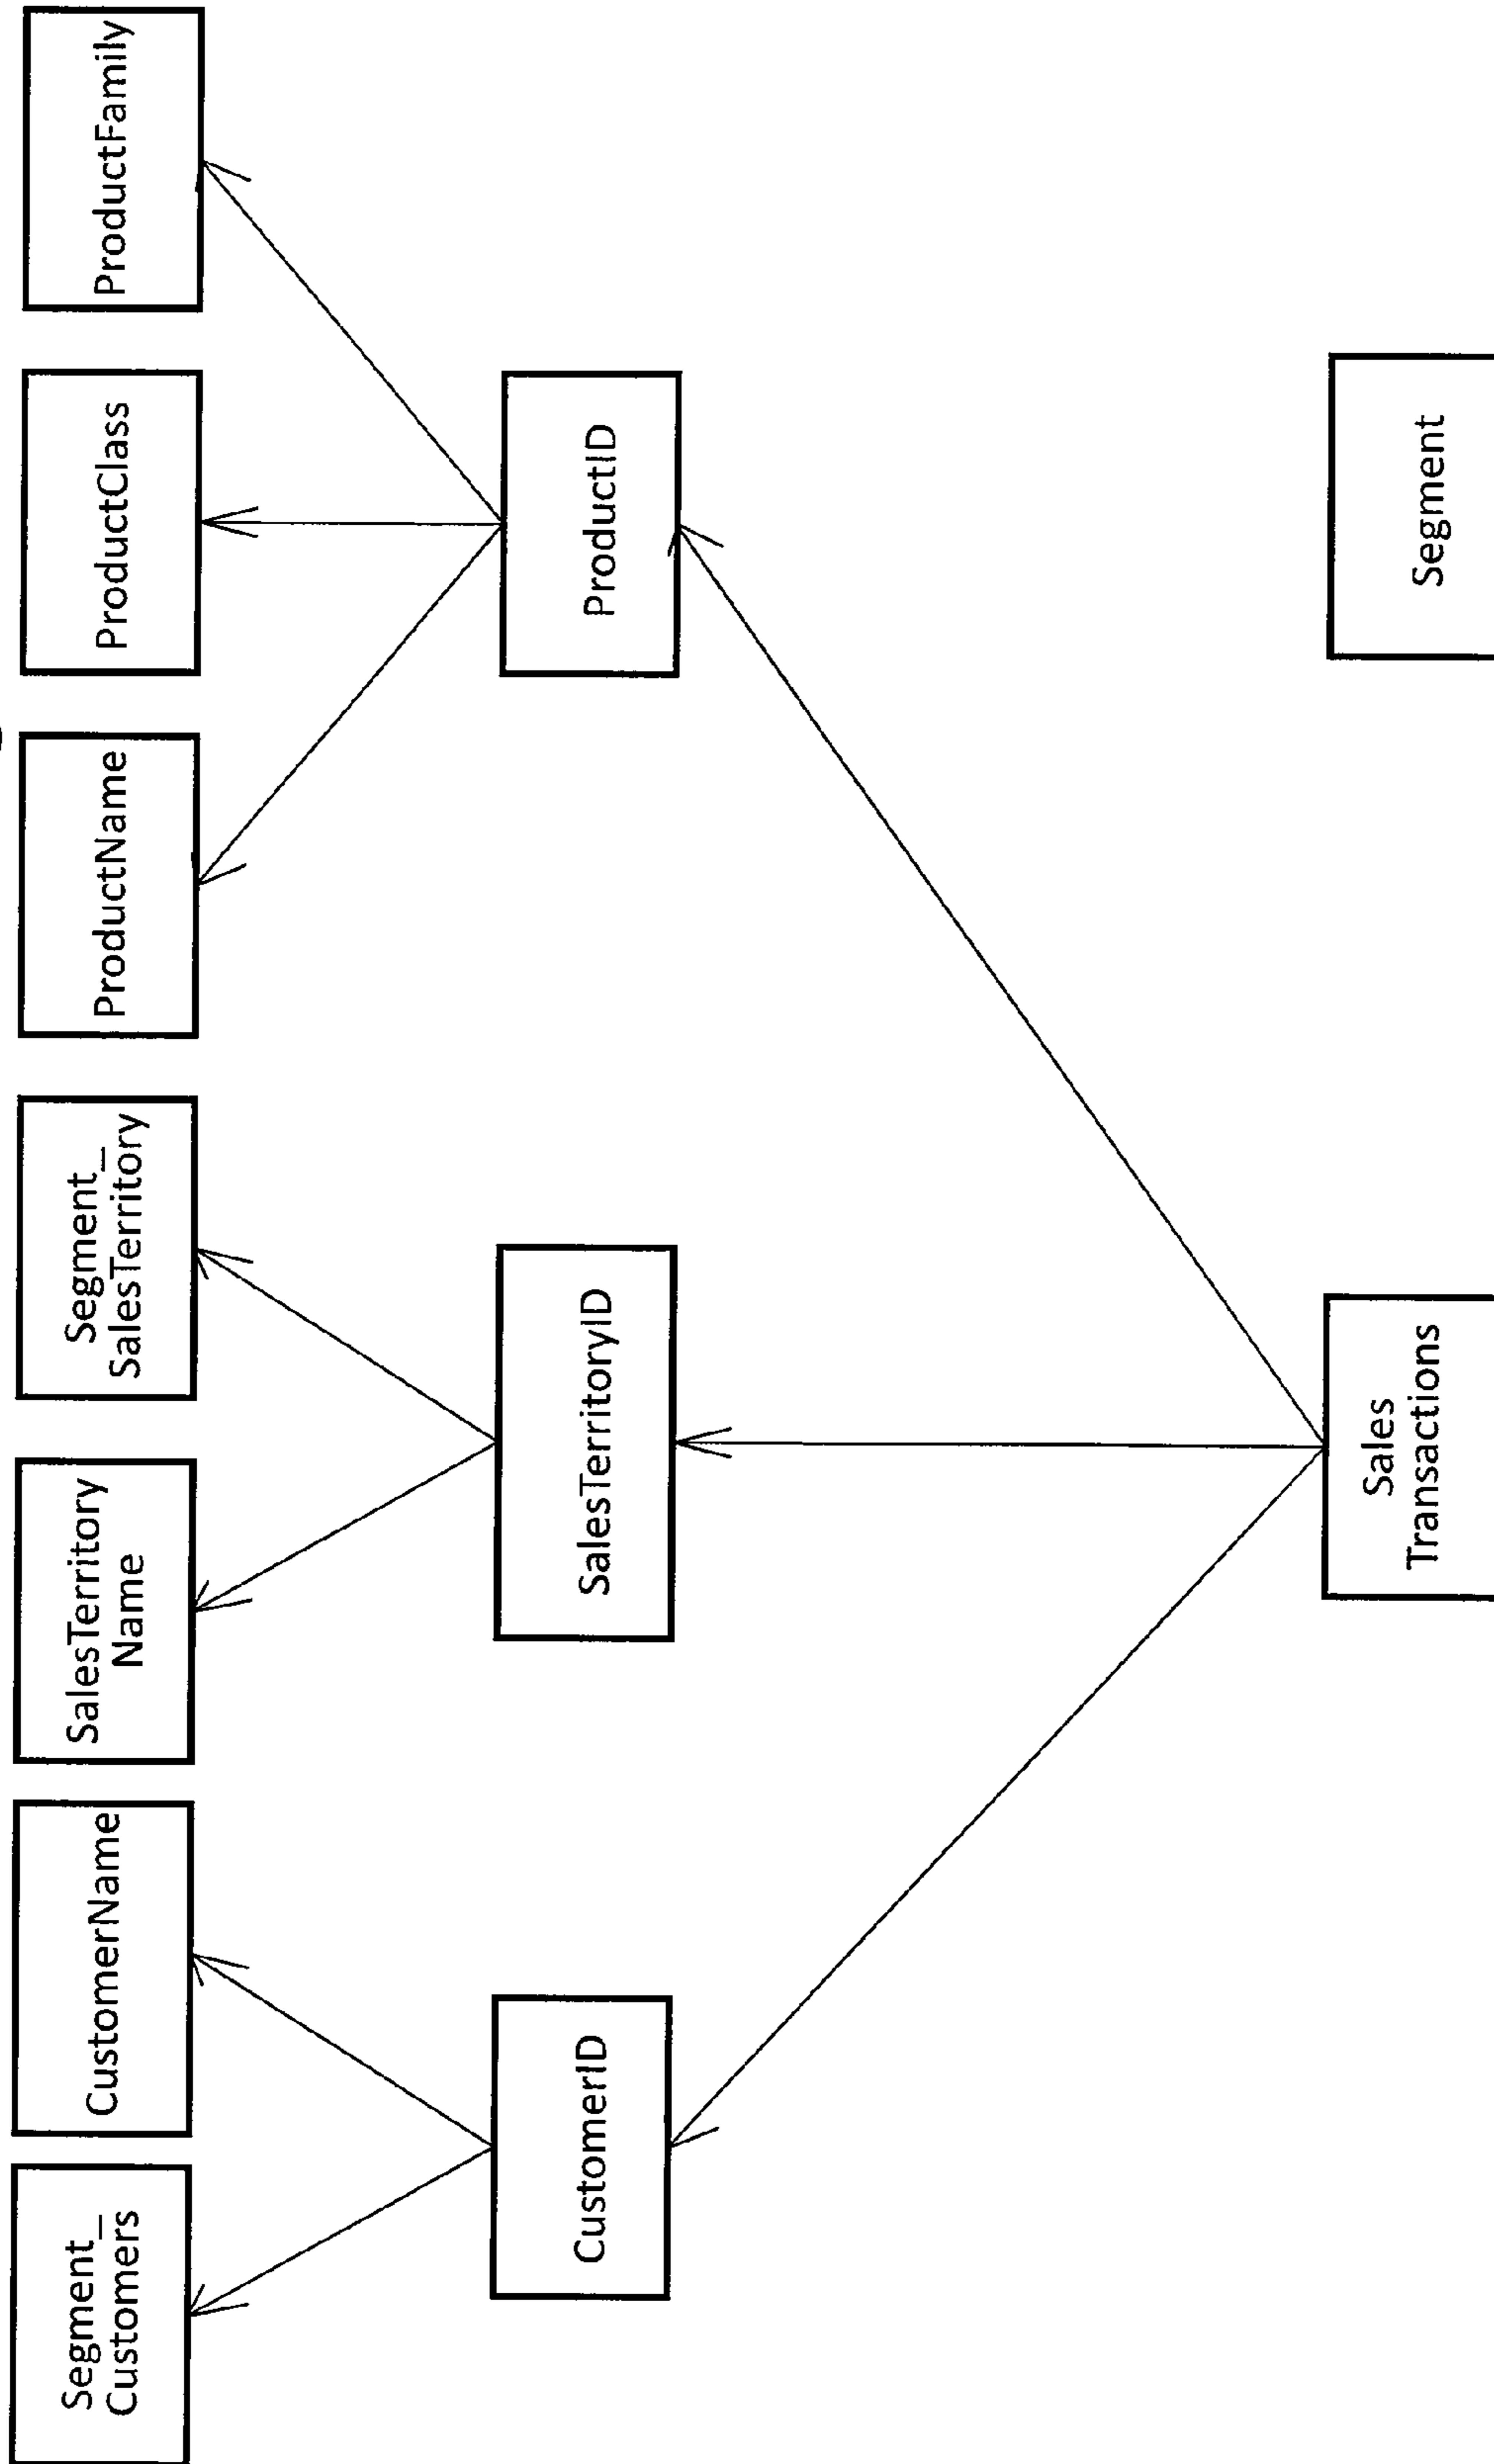 Segment_
Customers
CustomerName
SalesTerritory
Name
Segment_
SalesTerritory
ProductName
ProductClass
ProductFamily
CustomerID
SalesTerritoryID
ProductID
Sales
Transactions
Segment